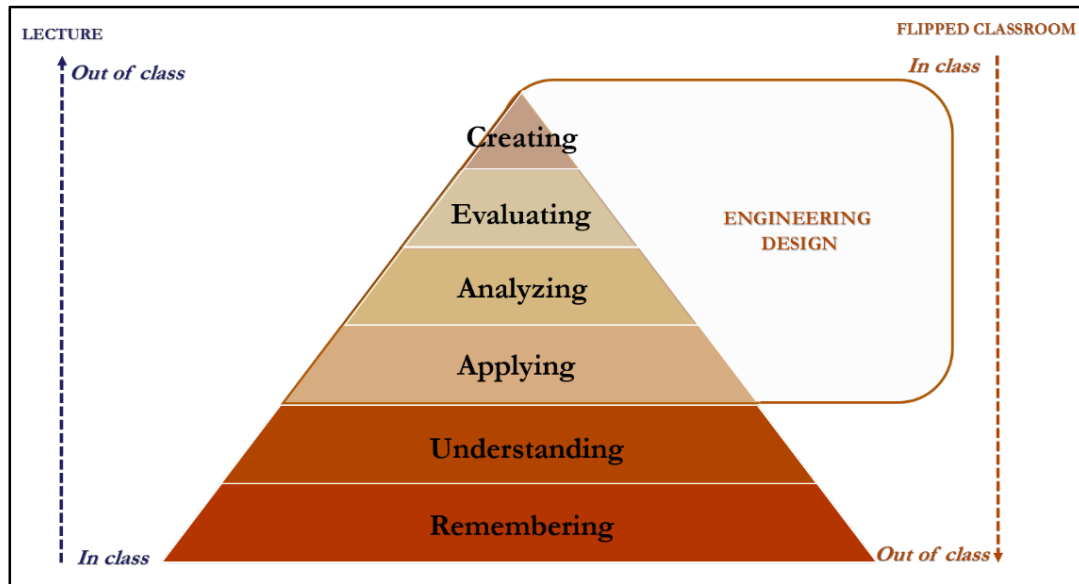 LECTURE
FLIPPED CLASSROOM
Out of class
In class
Creating
Evaluating
ENGINEERING
DESIGN
Analyzing
Applying
Understanding
Remembering
In class
Out of class